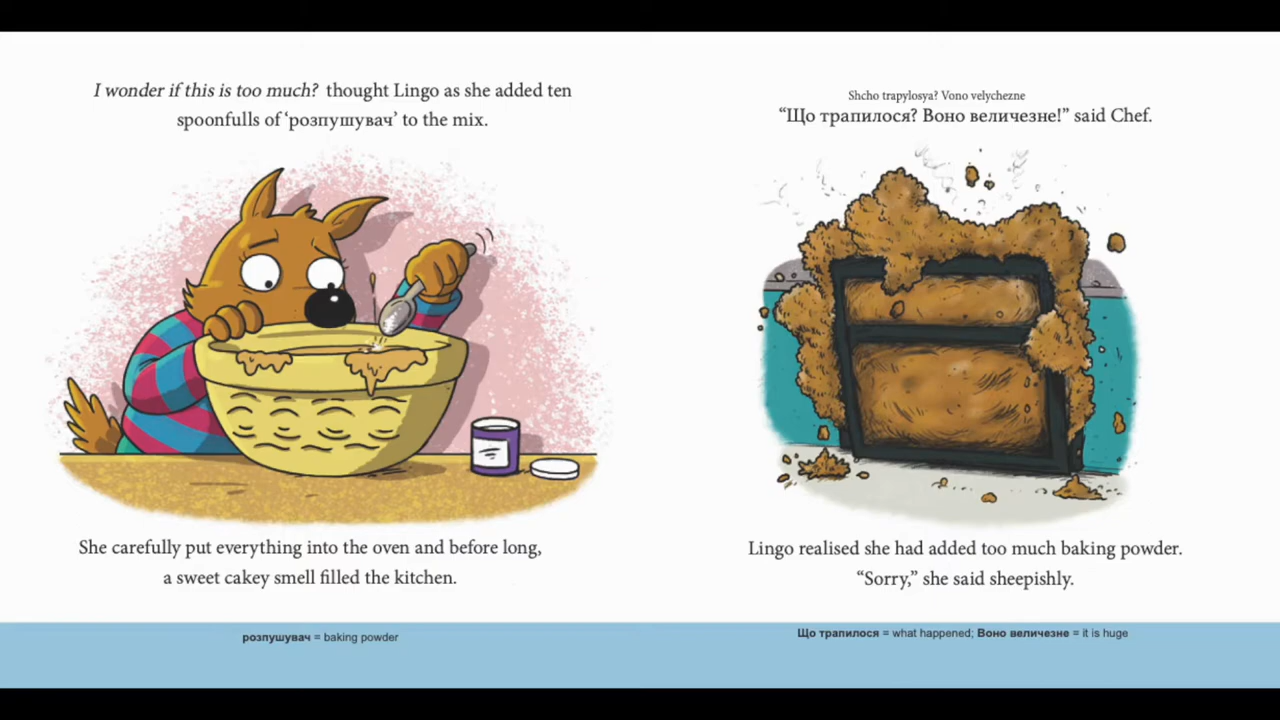 I wonder if this is too much? thought Lingo as she added ten
spoonfulls of ‘розпушувач’ to the mix.
She carefully put everything into the oven and before long,
a sweet cakey smell filled the kitchen.
розпушувач = baking powder
Shcho trapylosya? Vono velychezne
“Що трапилося? Воно величезне!” said Chef.
Lingo realised she had added too much baking powder.
“Sorry,” she said sheepishly.
Що трапилося = what happened; Воно величезне = it is huge